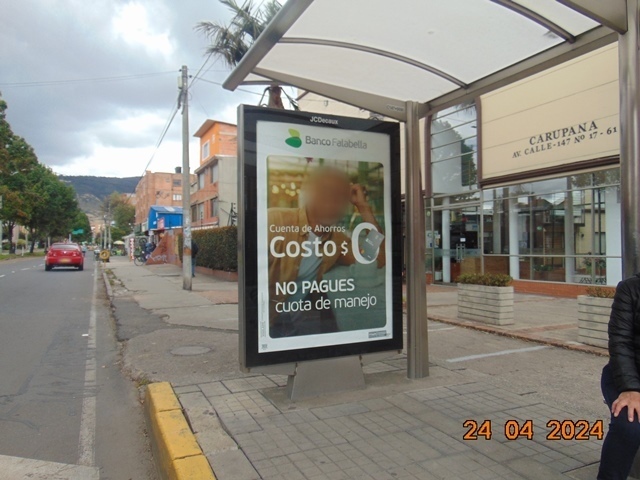 JCDecaux
Banco Falabella
Cuenta de Ahorros
Costo $0
NO PAGUES
cuota de manejo
CARUPANA
AV. CALLE-147 Nº 17-61
24 04 2024